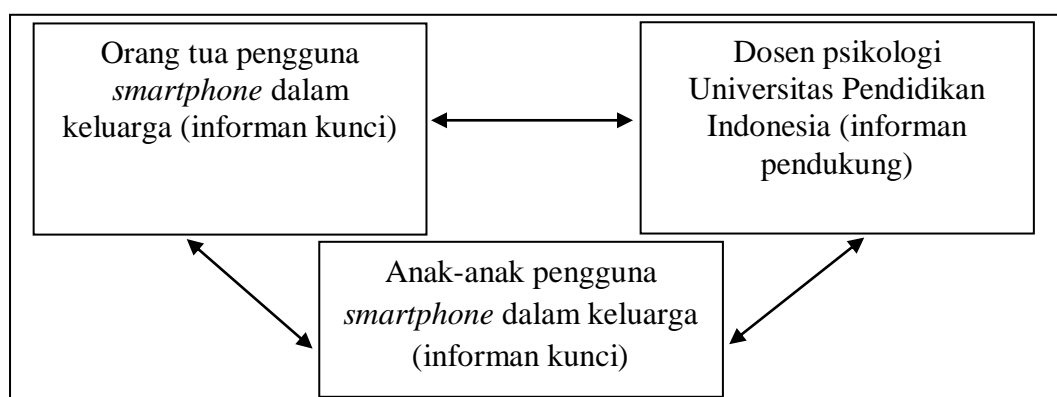 Orang tua pengguna
smartphone dalam
keluarga (informan kunci)
Dosen psikologi
Universitas Pendidikan
Indonesia (informan
pendukung)
Anak-anak pengguna
smartphone dalam keluarga
(informan kunci)